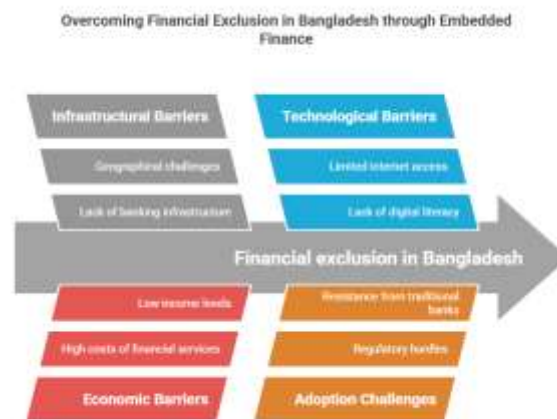 Overcoming Financial Exclusion in Bangladesh through Embedded
Finance
Infrastructural Barriers
Technological Barriers
Geographical challenges
Limited internet access
Lack of banking infrastructure
Lack of digital literacy
Financial exclusion in Bangladesh
Low income levels
Resistance from traditional
banks
High costs of financial services
Regulatory hurdles
Economic Barriers
Adoption Challenges